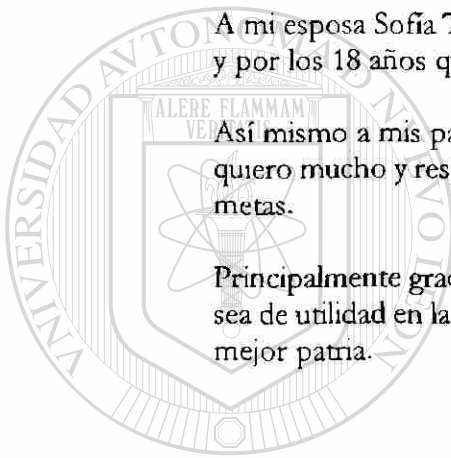 A mi esposa Sofía T
y por los 18 años q
Así mismo a mis pa
quiero mucho y res
metas.
Principalmente grac
sea de utilidad en la
mejor patria.
ALERE FLAMMAM
VERITATIS